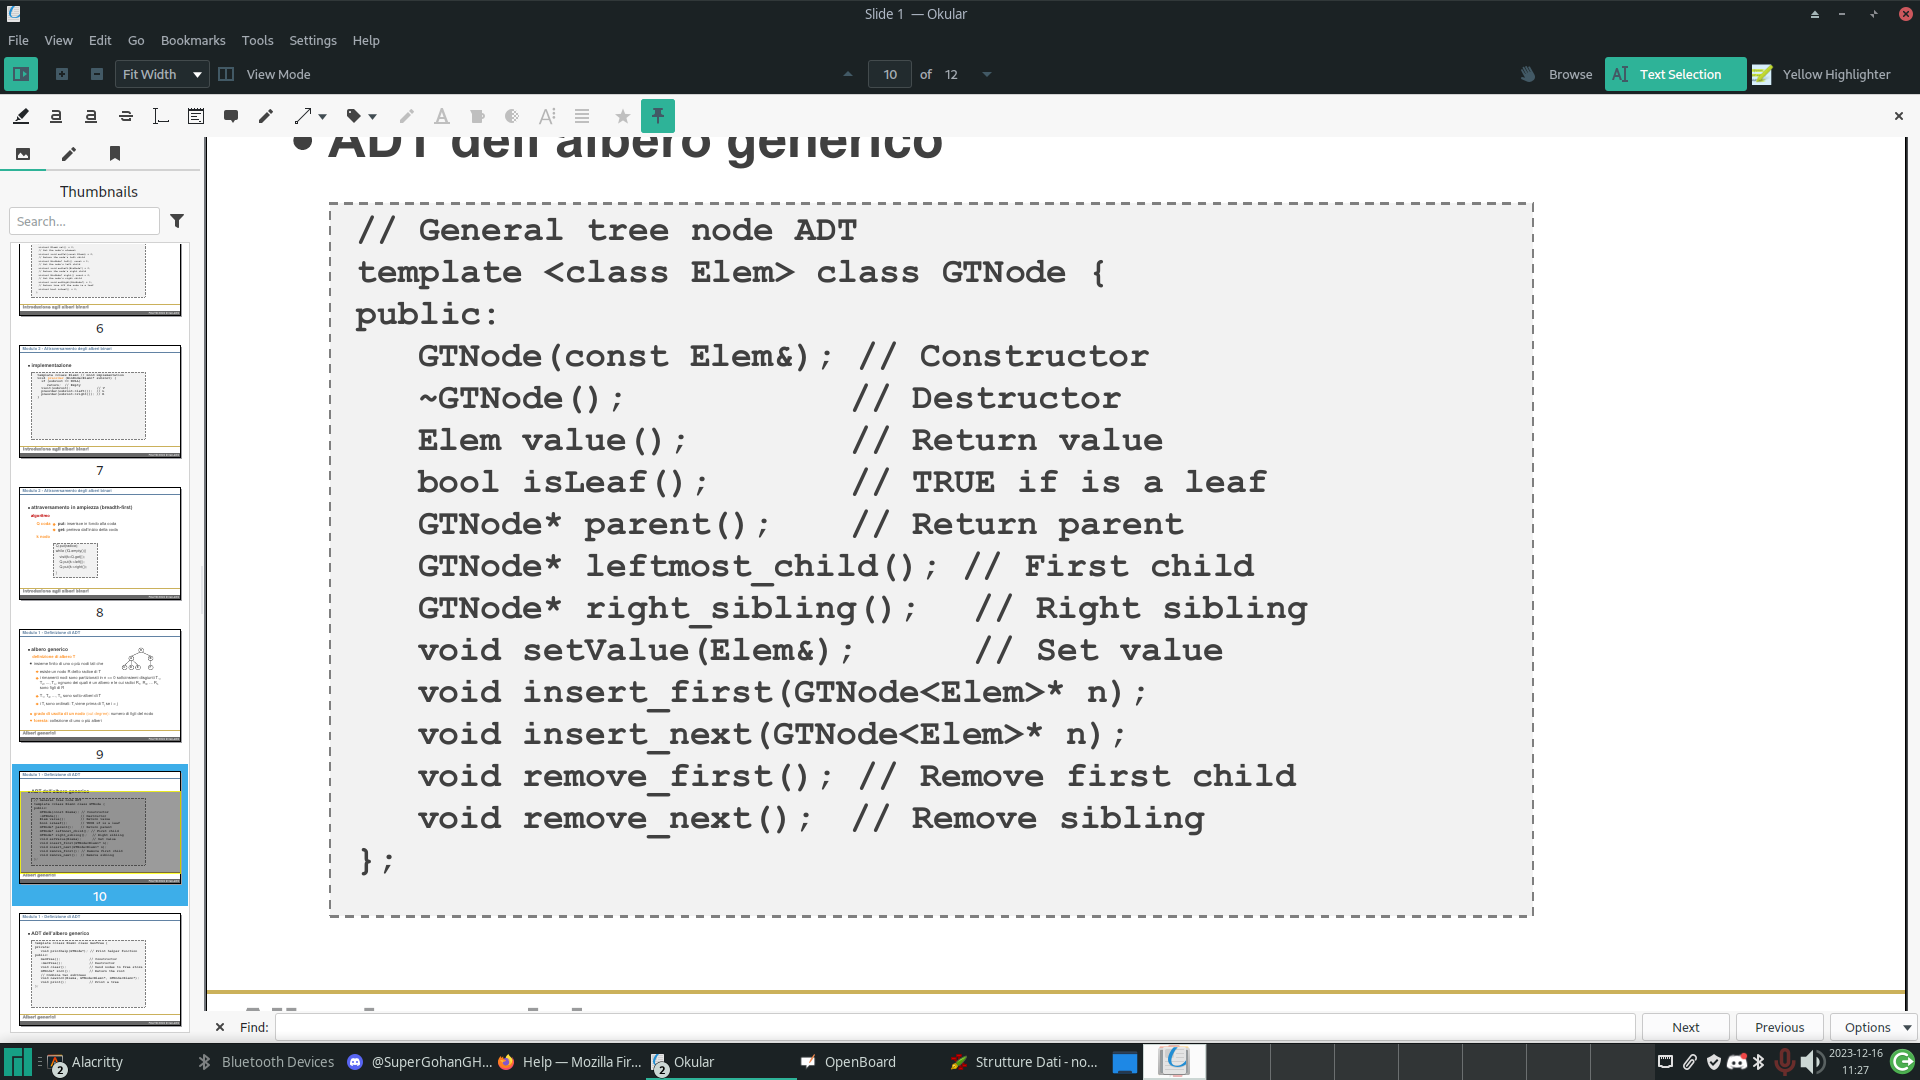 Slide 1 — Okular
File View Edit Go Bookmarks Tools Settings Help
Fit Width View Mode 10 of 12 Browse Text Selection Yellow Highlighter
Thumbnails
Search...
6
7
8
9
10
• ADT dell'albero generico
// General tree node ADT
template <class Elem> class GTNode {
public:
GTNode(const Elem&); // Constructor
~GTNode(); // Destructor
Elem value(); // Return value
bool isLeaf(); // TRUE if is a leaf
GTNode* parent(); // Return parent
GTNode* leftmost_child(); // First child
GTNode* right_sibling(); // Right sibling
void setValue(Elem&); // Set value
void insert_first(GTNode<Elem>* n);
void insert_next(GTNode<Elem>* n);
void remove_first(); // Remove first child
void remove_next(); // Remove sibling
};
Find: Next Previous Options
2 Alacritty Bluetooth Devices @SuperGohanGH... Help — Mozilla Fir... 2 Okular OpenBoard Strutture Dati - no... 2023-12-16
11:27